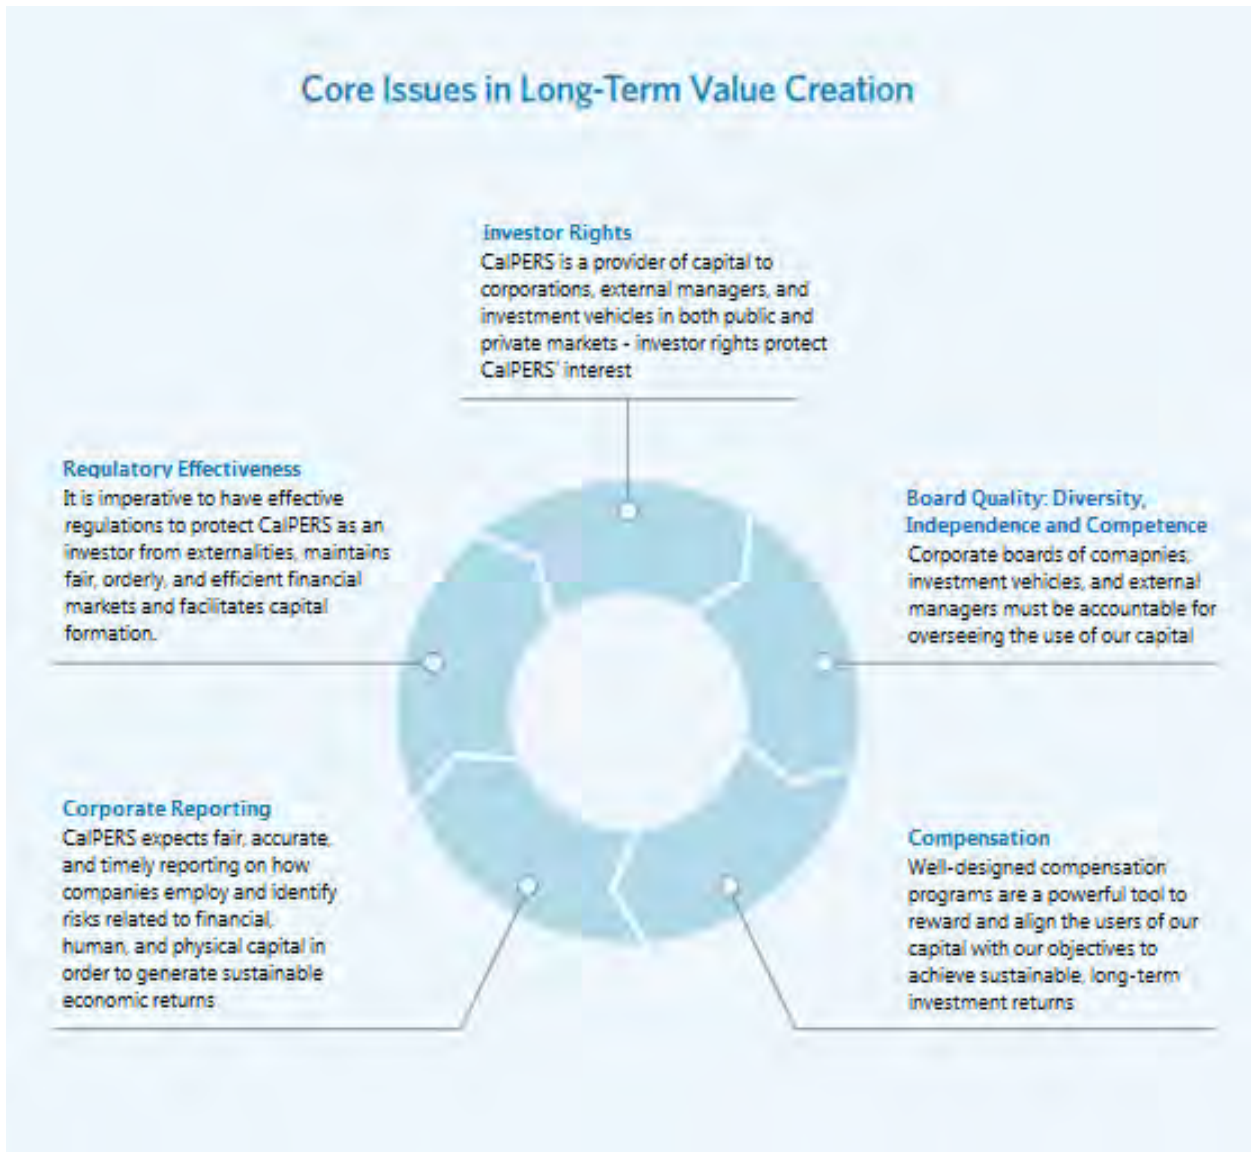 Core Issues in Long-Term Value Creation
Investor Rights
CalPERS is a provider of capital to
corporations, external managers, and
investment vehicles in both public and
private markets - investor rights protect
CalPERS' interest
Regulatory Effectiveness
It is imperative to have effective
regulations to protect CalPERS as an
investor from externalities, maintains
fair, orderly, and efficient financial
markets and facilitates capital
formation.
Board Quality: Diversity,
Independence and Competence
Corporate boards of comapnies,
investment vehicles, and external
managers must be accountable for
overseeing the use of our capital
Corporate Reporting
CalPERS expects fair, accurate,
and timely reporting on how
companies employ and identify
risks related to financial,
human, and physical capital in
order to generate sustainable
economic returns
Compensation
Well-designed compensation
programs are a powerful tool to
reward and align the users of our
capital with our objectives to
achieve sustainable, long-term
investment returns